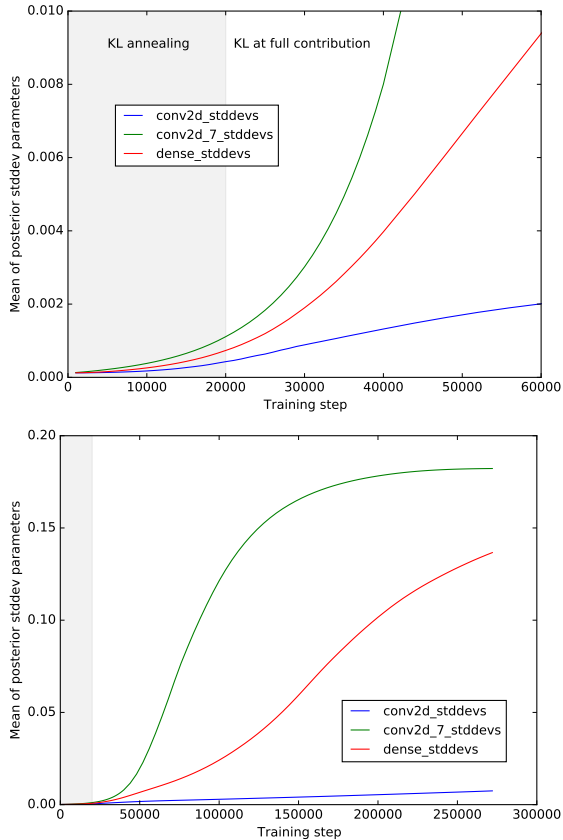 0.010
KL annealing KL at full contribution
0.008
conv2d_stddevs
conv2d_7_stddevs
dense_stddevs
0.006
0.004
0.002
0.000
Mean of posterior stddev parameters
0 10000 20000 30000 40000 50000 60000
Training step
0.20
0.15
0.10
0.05
0.00
Mean of posterior stddev parameters
conv2d_stddevs
conv2d_7_stddevs
dense_stddevs
0 50000 100000 150000 200000 250000 300000
Training step